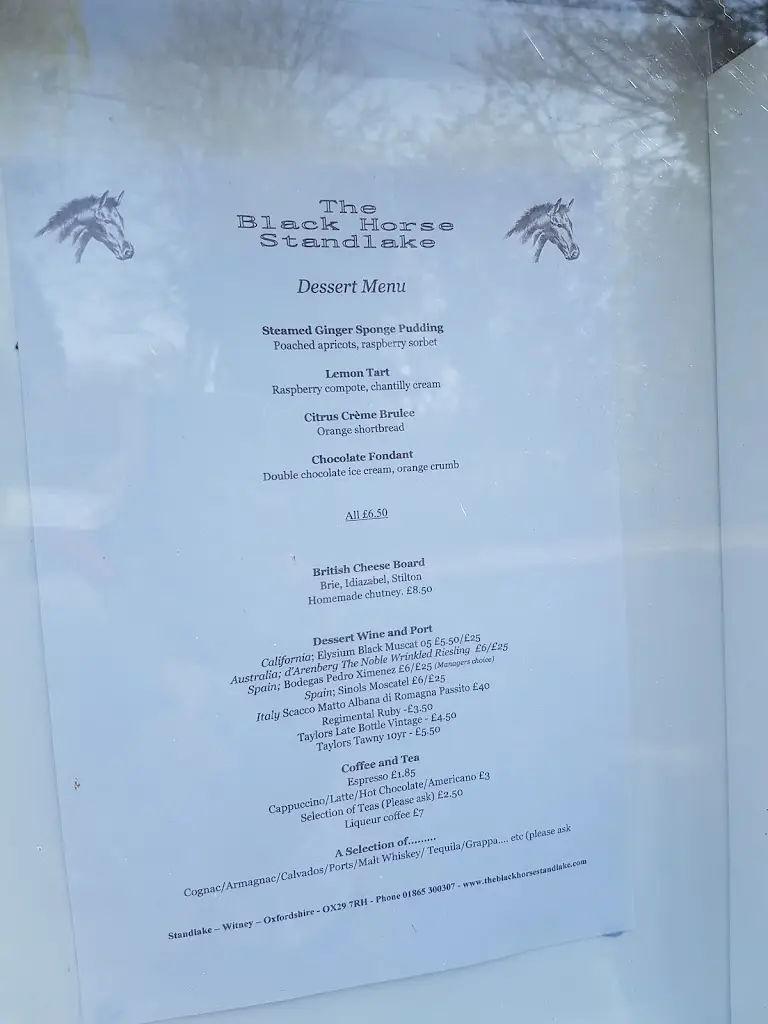 The
Black Horse
Standlake
Dessert Menu
Steamed Ginger Sponge Pudding
Poached apricots, raspberry sorbet
Lemon Tart
Raspberry compote, chantilly cream
Citrus Crème Brulee
Orange shortbread
Chocolate Fondant
Double chocolate ice cream, orange crumb
All £6.50
British Cheese Board
Brie, Idiazabel, Stilton
Homemade chutney. £8.50
Dessert Wine and Port
California; Elysium Black Muscat 05 £5.50/£25
Australia; d'Arenberg The Noble Wrinkled Riesling £6/£25
Spain; Bodegas Pedro Ximenez £6/£25 (Managers choice)
Spain; Sinols Moscatel £6/£25
Italy Scacco Matto Albana di Romagna Passito £40
Regimental Ruby -£3.50
Taylors Late Bottle Vintage - £4.50
Taylors Tawny 10yr - £5.50
Coffee and Tea
Espresso £1.85
Cappuccino/Latte/Hot Chocolate/Americano £3
Selection of Teas (Please ask) £2.50
Liqueur coffee £7
A Selection of.........
Cognac/Armagnac/Calvados/Ports/Malt Whiskey/ Tequila/Grappa.... etc (please ask
Standlake – Witney – Oxfordshire - OX29 7RH - Phone 01865 300307 - www.theblackhorsestandlake.com